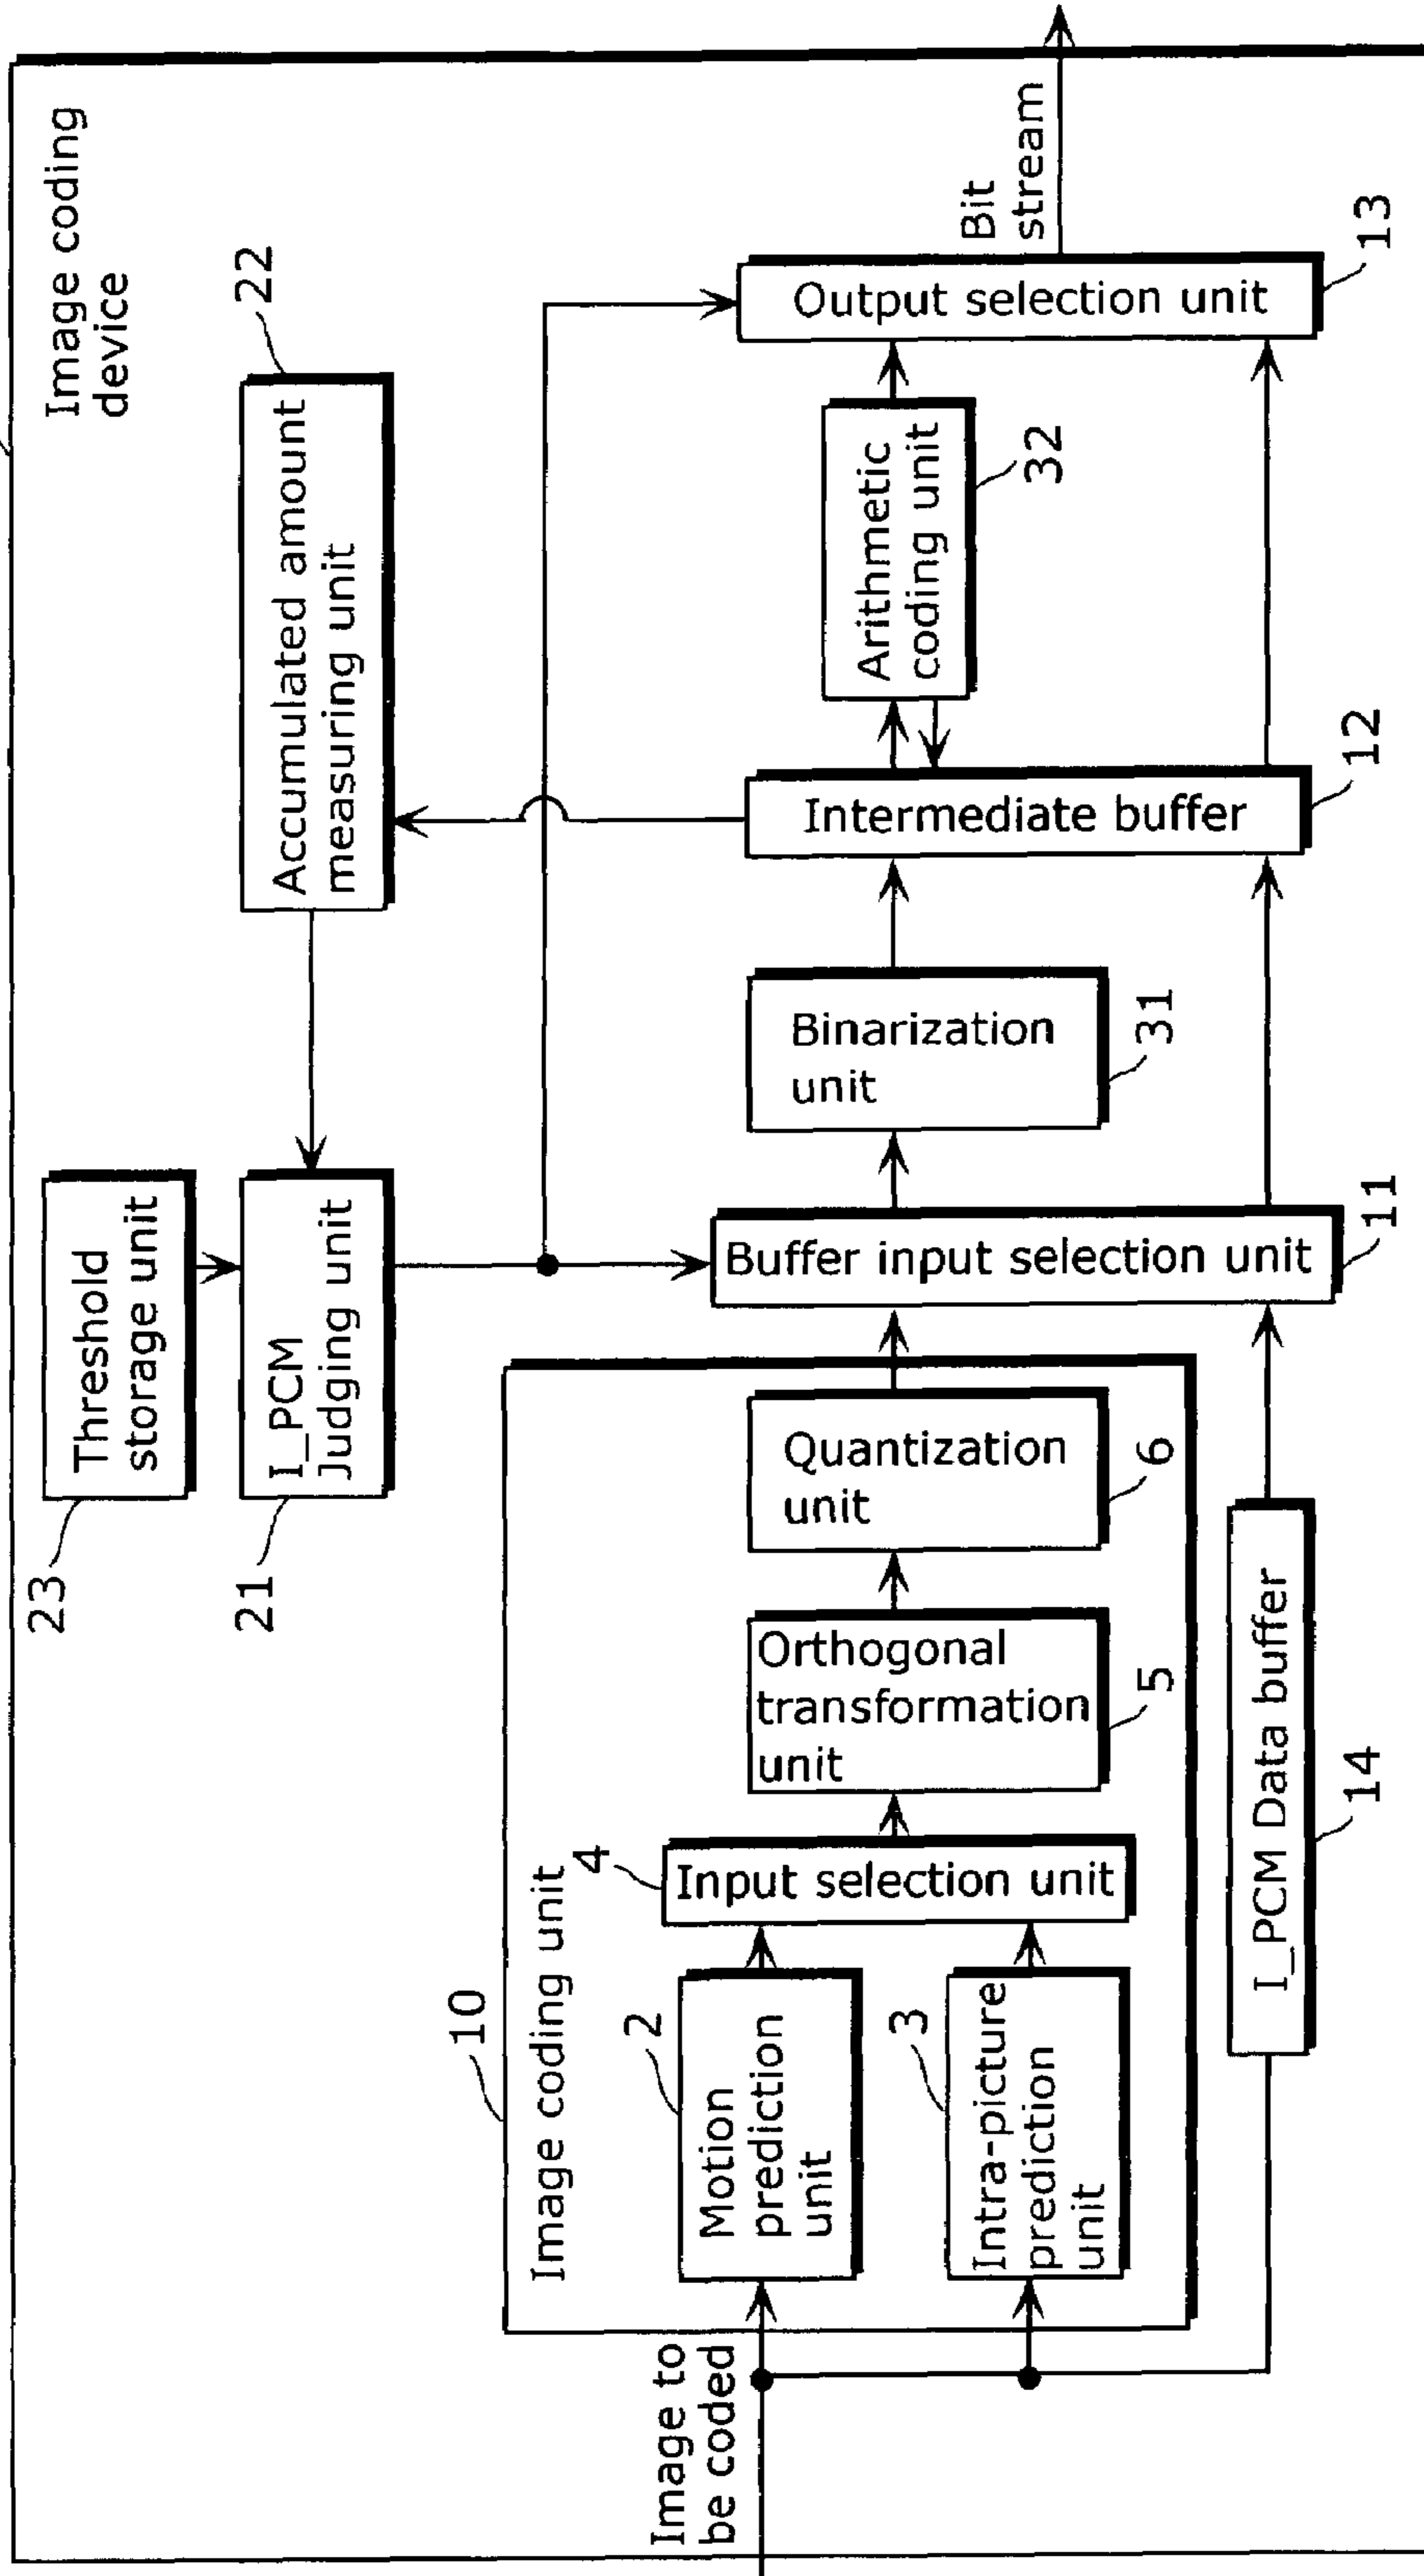 Image coding
device
23
Threshold
storage unit
21
I_PCM
Judging unit
22
Accumulated amount
measuring unit
10
Image coding unit
Image to
be coded
2
Motion
prediction
unit
3
Intra-picture
prediction
unit
4
Input selection unit
Orthogonal
transformation
unit
5
Quantization
unit
6
Buffer input selection unit
11
Binarization
unit
31
Intermediate buffer
12
Arithmetic
coding unit
32
Output selection unit
13
Bit
stream
I_PCM Data buffer
14